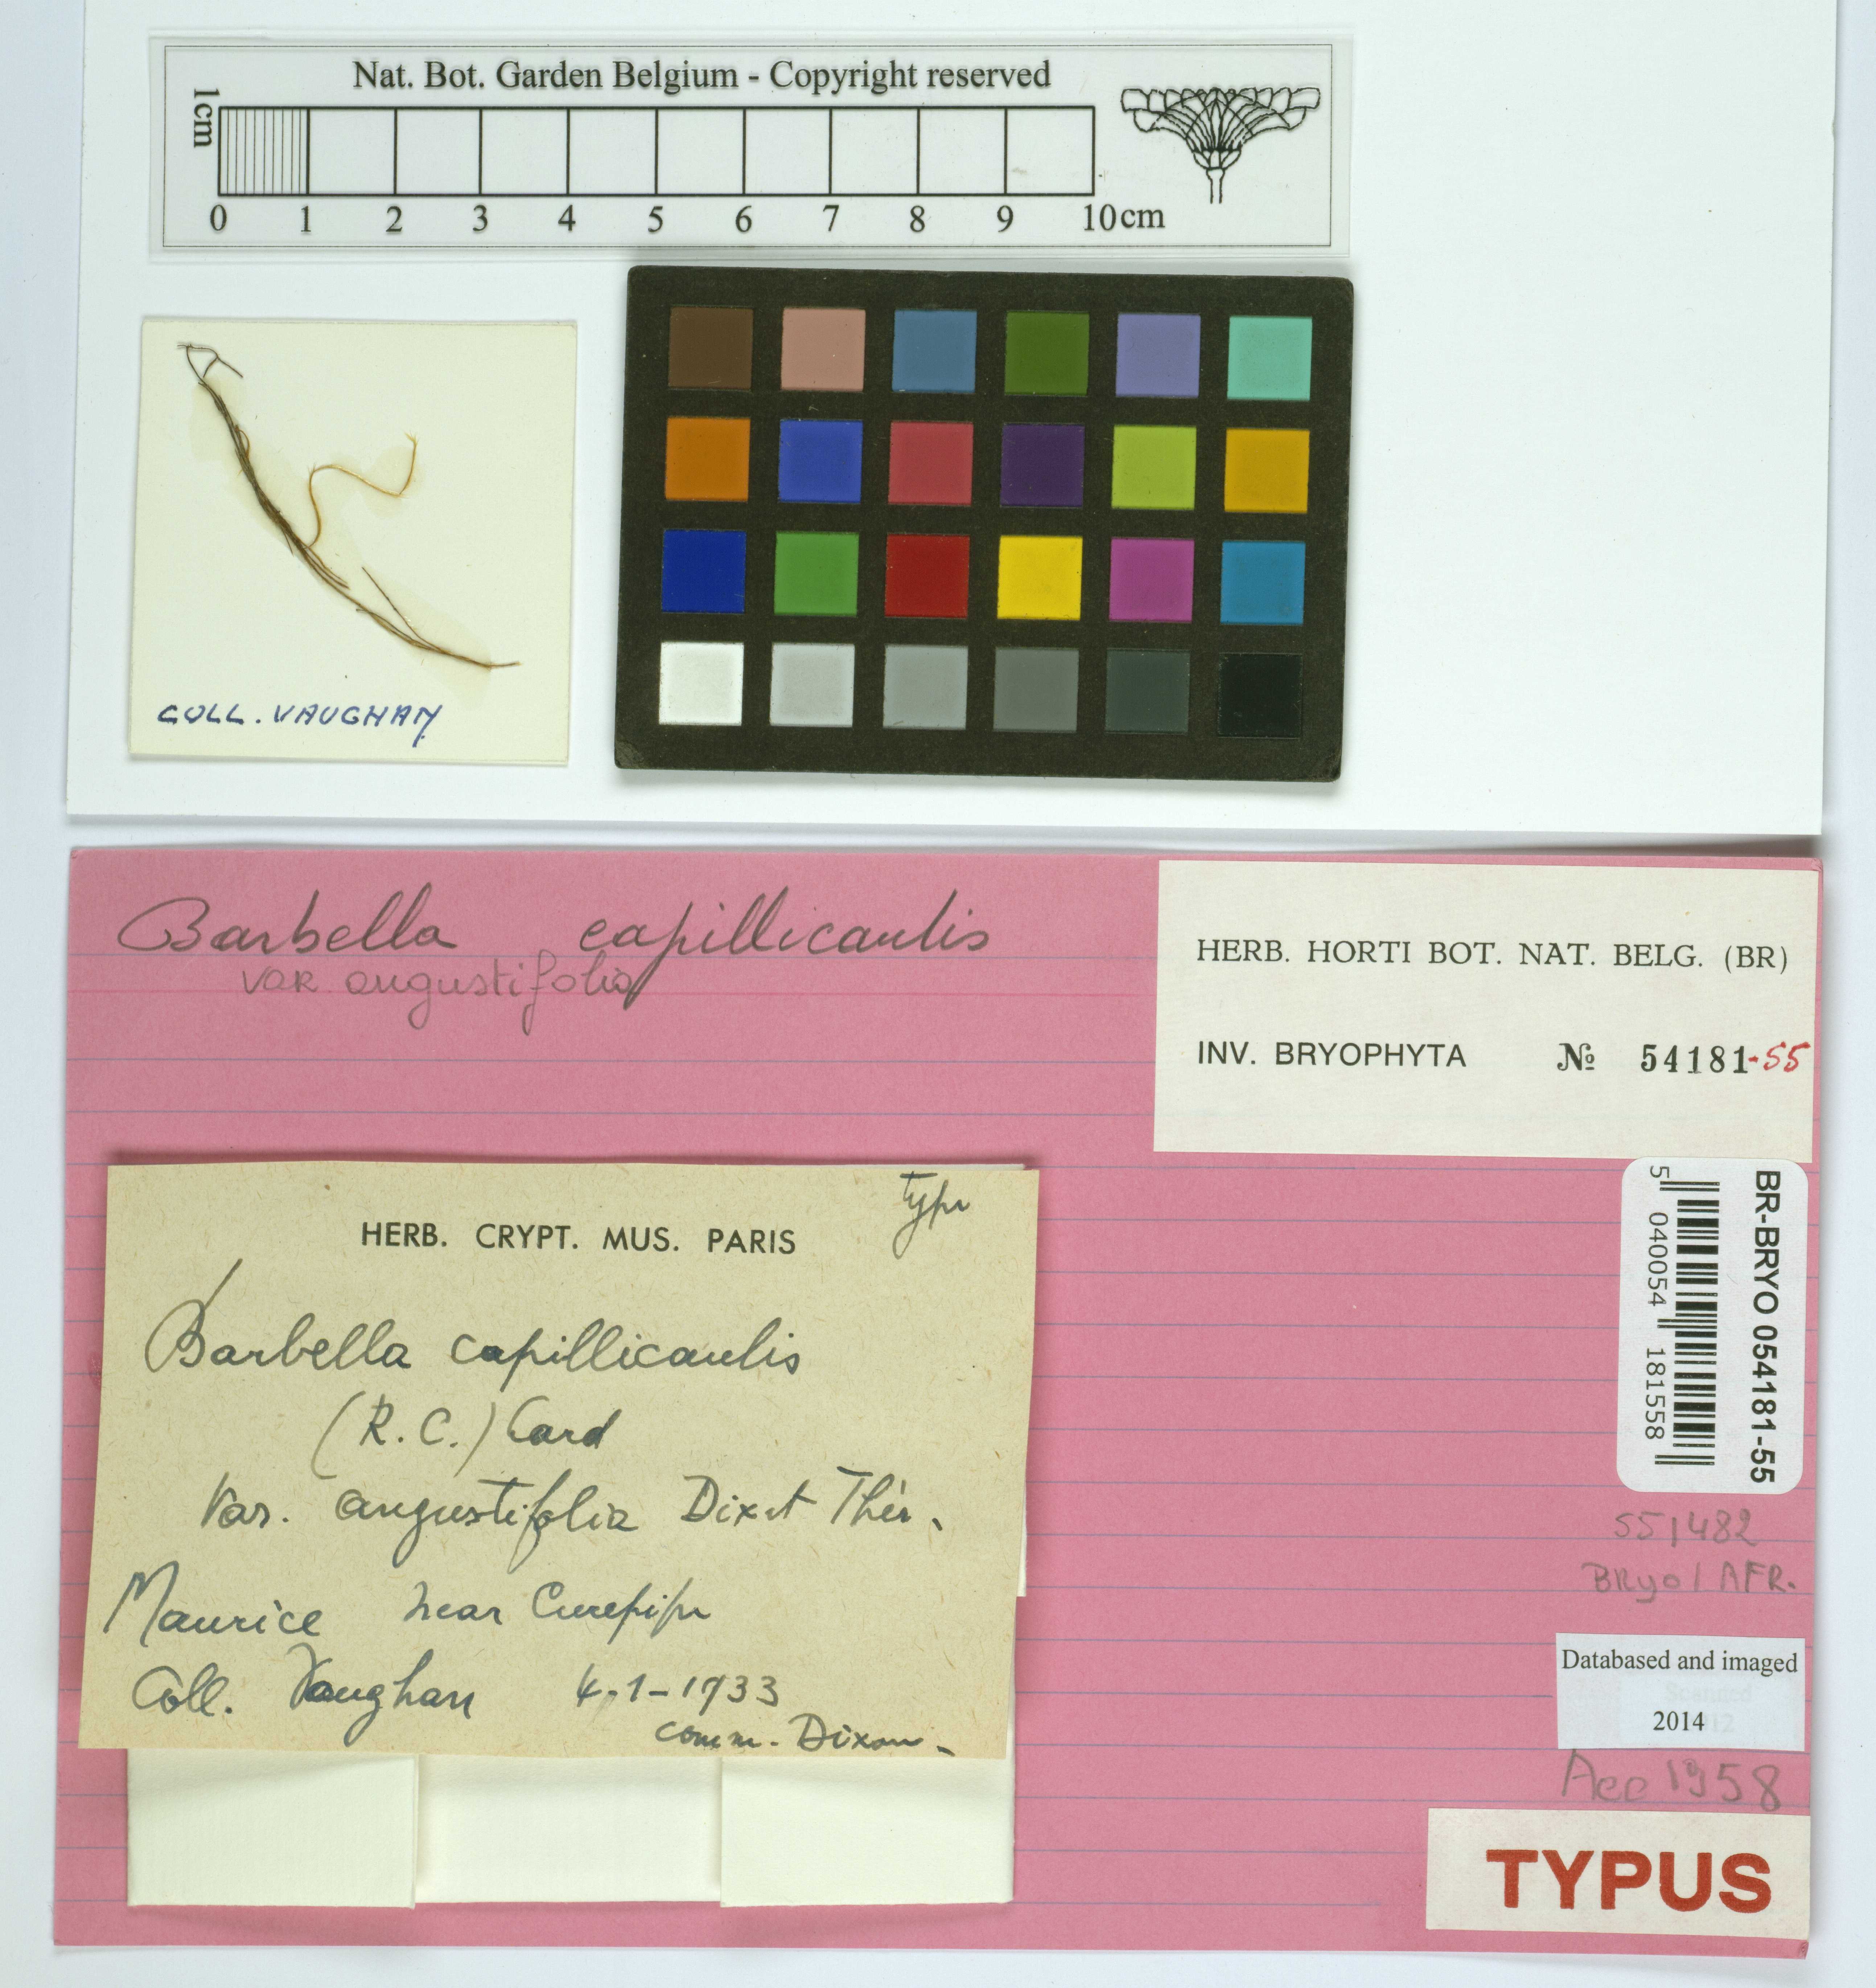 Nat. Bot. Garden Belgium - Copyright reserved
1cm
0 1 2 3 4 5 6 7 8 9 10cm
COLL. VAUGHAN
Barbella capillicaulis
var angustifolia
HERB. HORTI BOT. NAT. BELG. (BR)
INV. BRYOPHYTA № 54181-55
BR-BRYO 054181-55
5 040054 181558
type
HERB. CRYPT. MUS. PARIS
Barbella capillicaulis
(R. C.) Card
Var. angustifolia Dix et Thér.
Maurice near Curepipe
Coll. Vaughan 4-1-1933
comm. Dixon.
551482
BRyol AFR.
Databased and imaged
Scanned
2014
Acc 1958
TYPUS